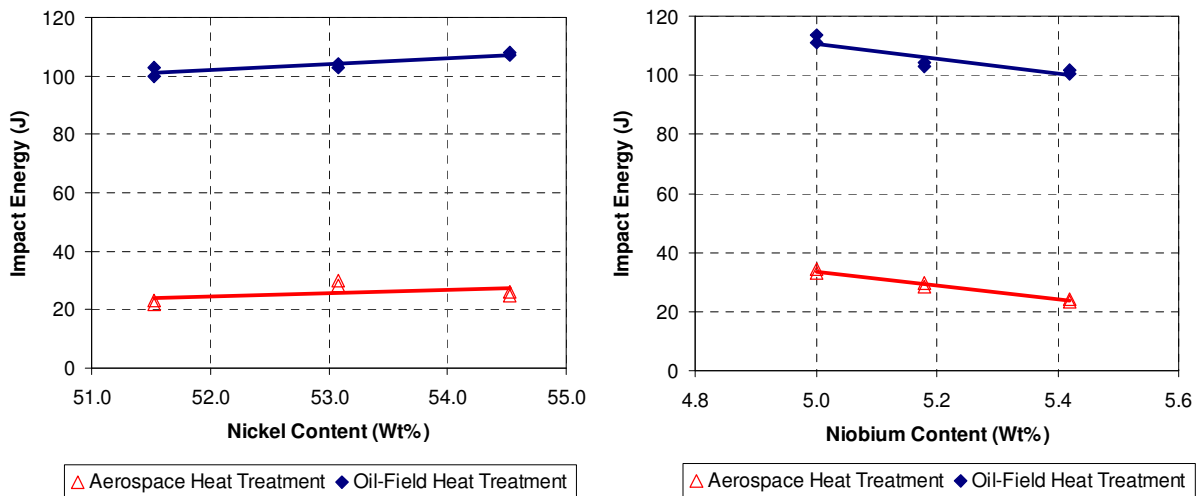 120
100
80
60
40
20
0
Impact Energy (J)
51.0 52.0 53.0 54.0 55.0
Nickel Content (Wt%)
Aerospace Heat Treatment Oil-Field Heat Treatment
120
100
80
60
40
20
0
Impact Energy (J)
4.8 5.0 5.2 5.4 5.6
Niobium Content (Wt%)
Aerospace Heat Treatment Oil-Field Heat Treatment